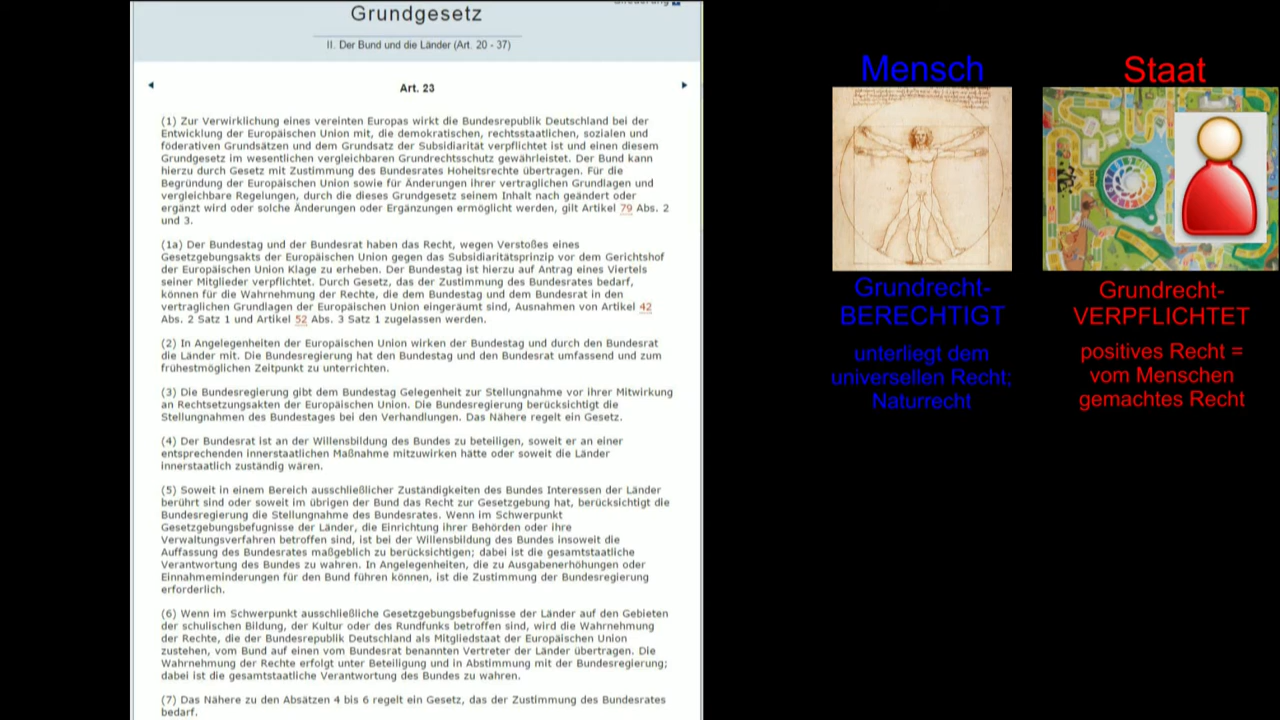 Grundgesetz
II. Der Bund und die Länder (Art. 20 - 37)
Art. 23
(1) Zur Verwirklichung eines vereinten Europas wirkt die Bundesrepublik Deutschland bei der
Entwicklung der Europäischen Union mit, die demokratischen, rechtsstaatlichen, sozialen und
föderativen Grundsätzen und dem Grundsatz der Subsidiarität verpflichtet ist und einen diesem
Grundgesetz im wesentlichen vergleichbaren Grundrechtsschutz gewährleistet. Der Bund kann
hierzu durch Gesetz mit Zustimmung des Bundesrates Hoheitsrechte übertragen. Für die
Begründung der Europäischen Union sowie für Änderungen ihrer vertraglichen Grundlagen und
vergleichbare Regelungen, durch die dieses Grundgesetz seinem Inhalt nach geändert oder
ergänzt wird oder solche Änderungen oder Ergänzungen ermöglicht werden, gilt Artikel 79 Abs. 2
und 3.
(1a) Der Bundestag und der Bundesrat haben das Recht, wegen Verstoßes eines
Gesetzgebungsakts der Europäischen Union gegen das Subsidiaritätsprinzip vor dem Gerichtshof
der Europäischen Union Klage zu erheben. Der Bundestag ist hierzu auf Antrag eines Viertels
seiner Mitglieder verpflichtet. Durch Gesetz, das der Zustimmung des Bundesrates bedarf,
können für die Wahrnehmung der Rechte, die dem Bundestag und dem Bundesrat in den
vertraglichen Grundlagen der Europäischen Union eingeräumt sind, Ausnahmen von Artikel 42
Abs. 2 Satz 1 und Artikel 52 Abs. 3 Satz 1 zugelassen werden.
(2) In Angelegenheiten der Europäischen Union wirken der Bundestag und durch den Bundesrat
die Länder mit. Die Bundesregierung hat den Bundestag und den Bundesrat umfassend und zum
frühestmöglichen Zeitpunkt zu unterrichten.
(3) Die Bundesregierung gibt dem Bundestag Gelegenheit zur Stellungnahme vor ihrer Mitwirkung
an Rechtsetzungsakten der Europäischen Union. Die Bundesregierung berücksichtigt die
Stellungnahmen des Bundestages bei den Verhandlungen. Das Nähere regelt ein Gesetz.
(4) Der Bundesrat ist an der Willensbildung des Bundes zu beteiligen, soweit er an einer
entsprechenden innerstaatlichen Maßnahme mitzuwirken hätte oder soweit die Länder
innerstaatlich zuständig wären.
(5) Soweit in einem Bereich ausschließlicher Zuständigkeiten des Bundes Interessen der Länder
berührt sind oder soweit im übrigen der Bund das Recht zur Gesetzgebung hat, berücksichtigt die
Bundesregierung die Stellungnahme des Bundesrates. Wenn im Schwerpunkt
Gesetzgebungsbefugnisse der Länder, die Einrichtung ihrer Behörden oder ihre
Verwaltungsverfahren betroffen sind, ist bei der Willensbildung des Bundes insoweit die
Auffassung des Bundesrates maßgeblich zu berücksichtigen; dabei ist die gesamtstaatliche
Verantwortung des Bundes zu wahren. In Angelegenheiten, die zu Ausgabenerhöhungen oder
Einnahmeminderungen für den Bund führen können, ist die Zustimmung der Bundesregierung
erforderlich.
(6) Wenn im Schwerpunkt ausschließliche Gesetzgebungsbefugnisse der Länder auf den Gebieten
der schulischen Bildung, der Kultur oder des Rundfunks betroffen sind, wird die Wahrnehmung
der Rechte, die der Bundesrepublik Deutschland als Mitgliedstaat der Europäischen Union
zustehen, vom Bund auf einen vom Bundesrat benannten Vertreter der Länder übertragen. Die
Wahrnehmung der Rechte erfolgt unter Beteiligung und in Abstimmung mit der Bundesregierung;
dabei ist die gesamtstaatliche Verantwortung des Bundes zu wahren.
(7) Das Nähere zu den Absätzen 4 bis 6 regelt ein Gesetz, das der Zustimmung des Bundesrates
bedarf.
Mensch
Grundrecht-
BERECHTIGT
unterliegt dem
universellen Recht;
Naturrecht
Staat
Grundrecht-
VERPFLICHTET
positives Recht =
vom Menschen
gemachtes Recht